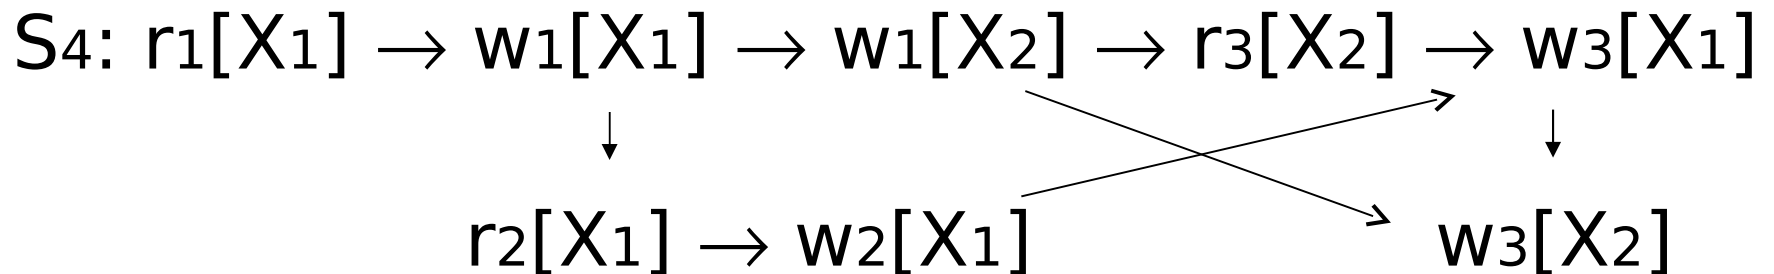 S4: r1[X1] → w1[X1] → w1[X2] → r3[X2] → w3[X1]
r2[X1] → w2[X1] w3[X2]